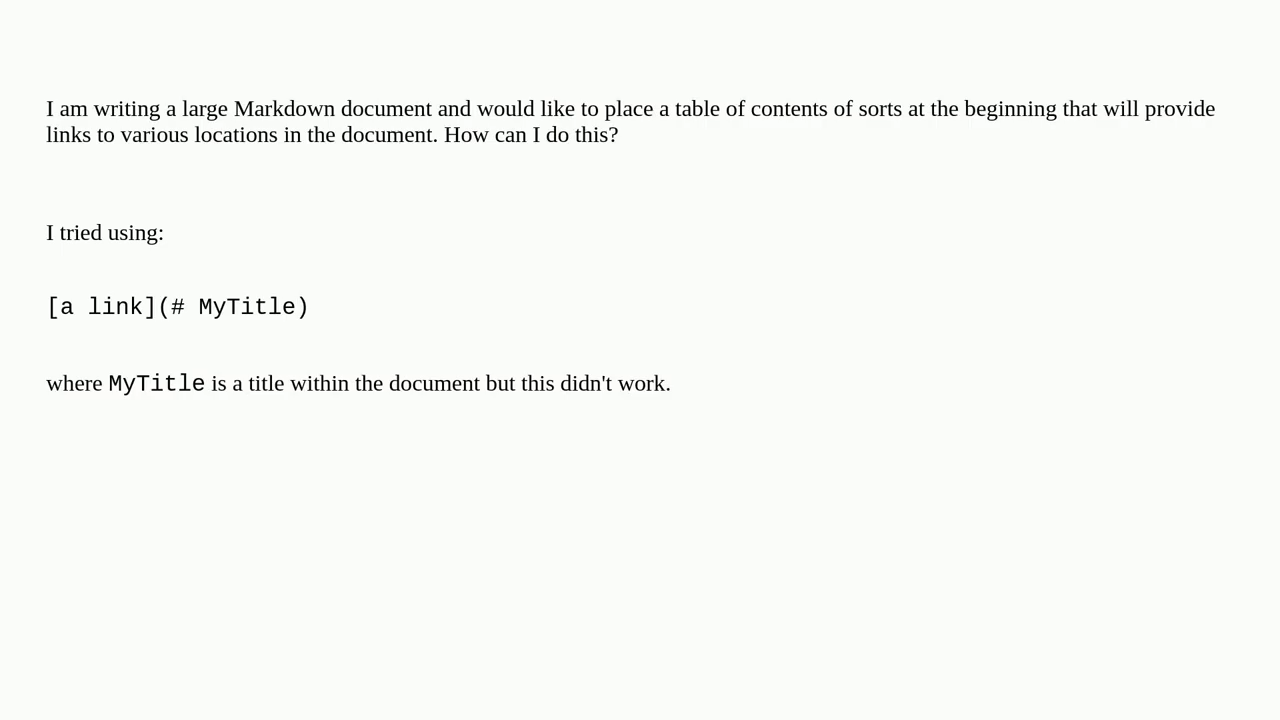 I am writing a large Markdown document and would like to place a table of contents of sorts at the beginning that will provide
links to various locations in the document. How can I do this?
I tried using:
[a link](# MyTitle)
where MyTitle is a title within the document but this didn't work.